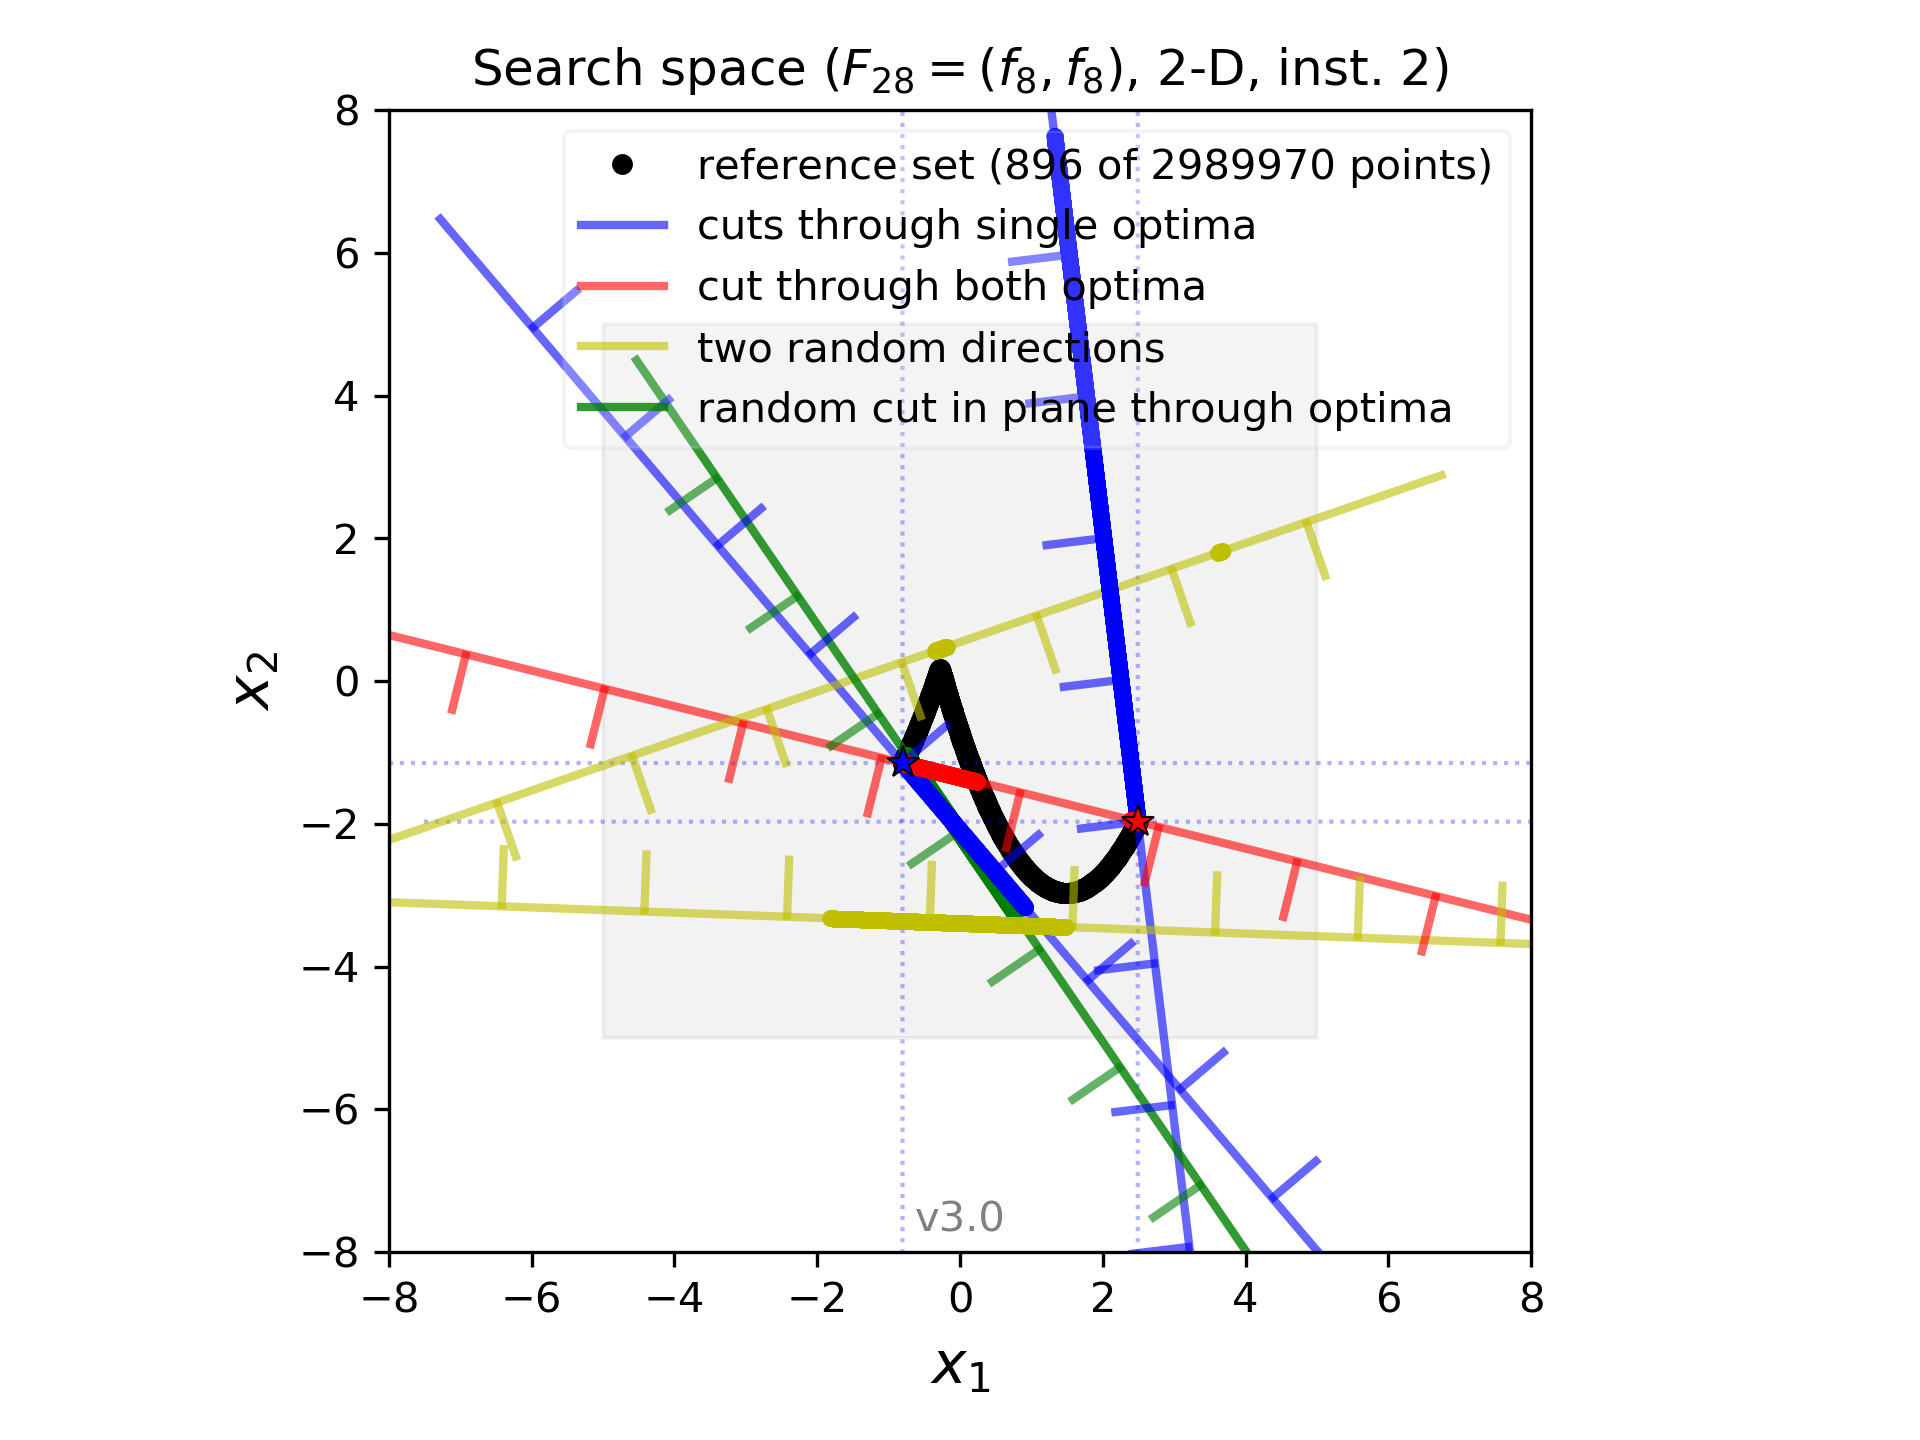 Search space (F₂₈ = (f₈, f₈), 2-D, inst. 2)
reference set (896 of 2989970 points)
cuts through single optima
cut through both optima
two random directions
random cut in plane through optima
8
6
4
2
0
−2
−4
−6
−8
x₂
v3.0
−8 −6 −4 −2 0 2 4 6 8
x₁